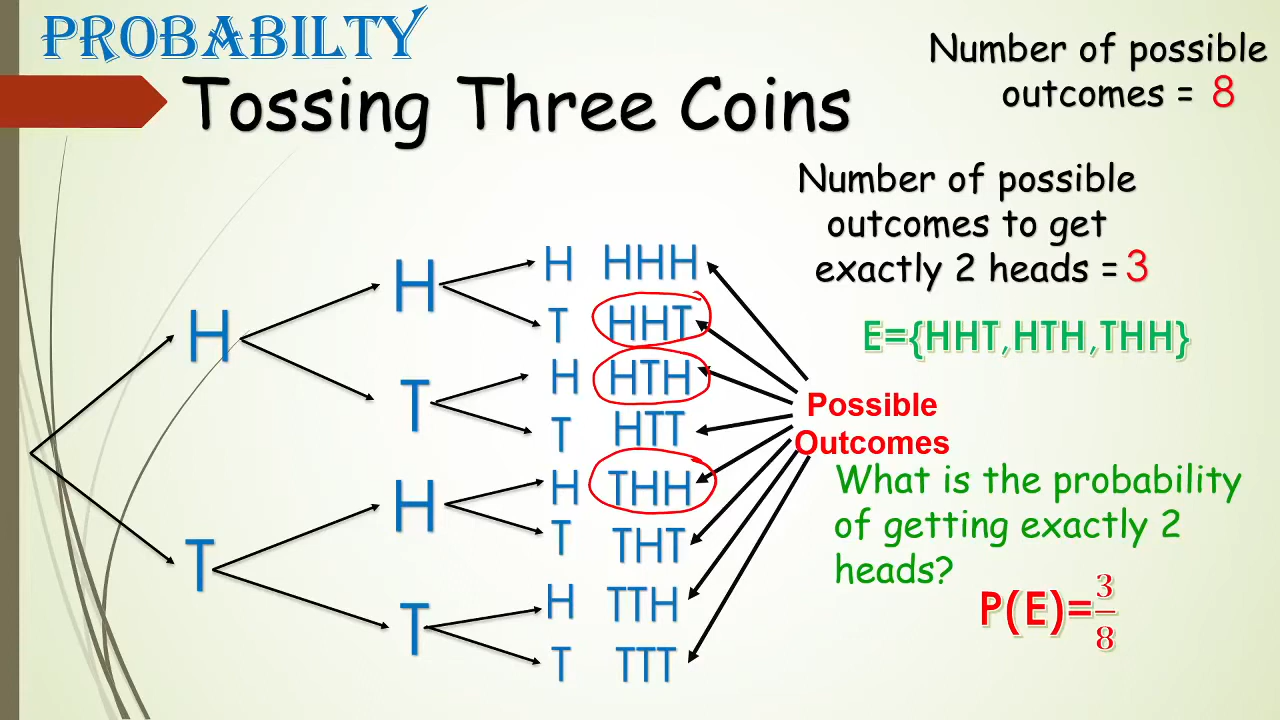 PROBABILTY
Tossing Three Coins
Number of possible
outcomes = 8
Number of possible
outcomes to get
exactly 2 heads = 3
E={HHT,HTH,THH}
H
T
H
T
H
T
H
T
H
T
H
T
H
T
HHH
HHT
HTH
HTT
THH
THT
TTH
TTT
Possible
Outcomes
What is the probability
of getting exactly 2
heads?
P(E)=3/8